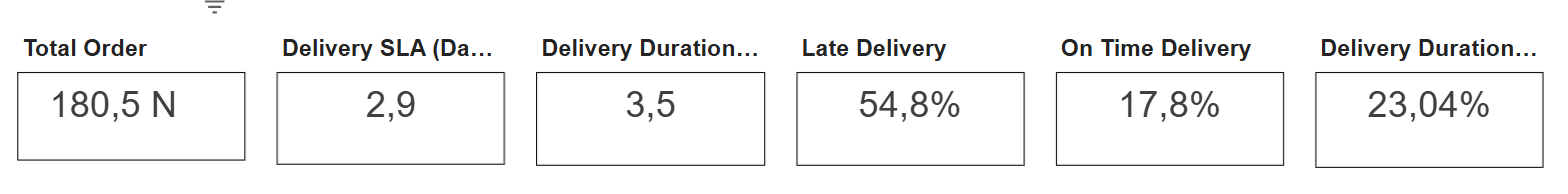 Total Order
180,5 N
Delivery SLA (Da...
2,9
Delivery Duration...
3,5
Late Delivery
54,8%
On Time Delivery
17,8%
Delivery Duration...
23,04%